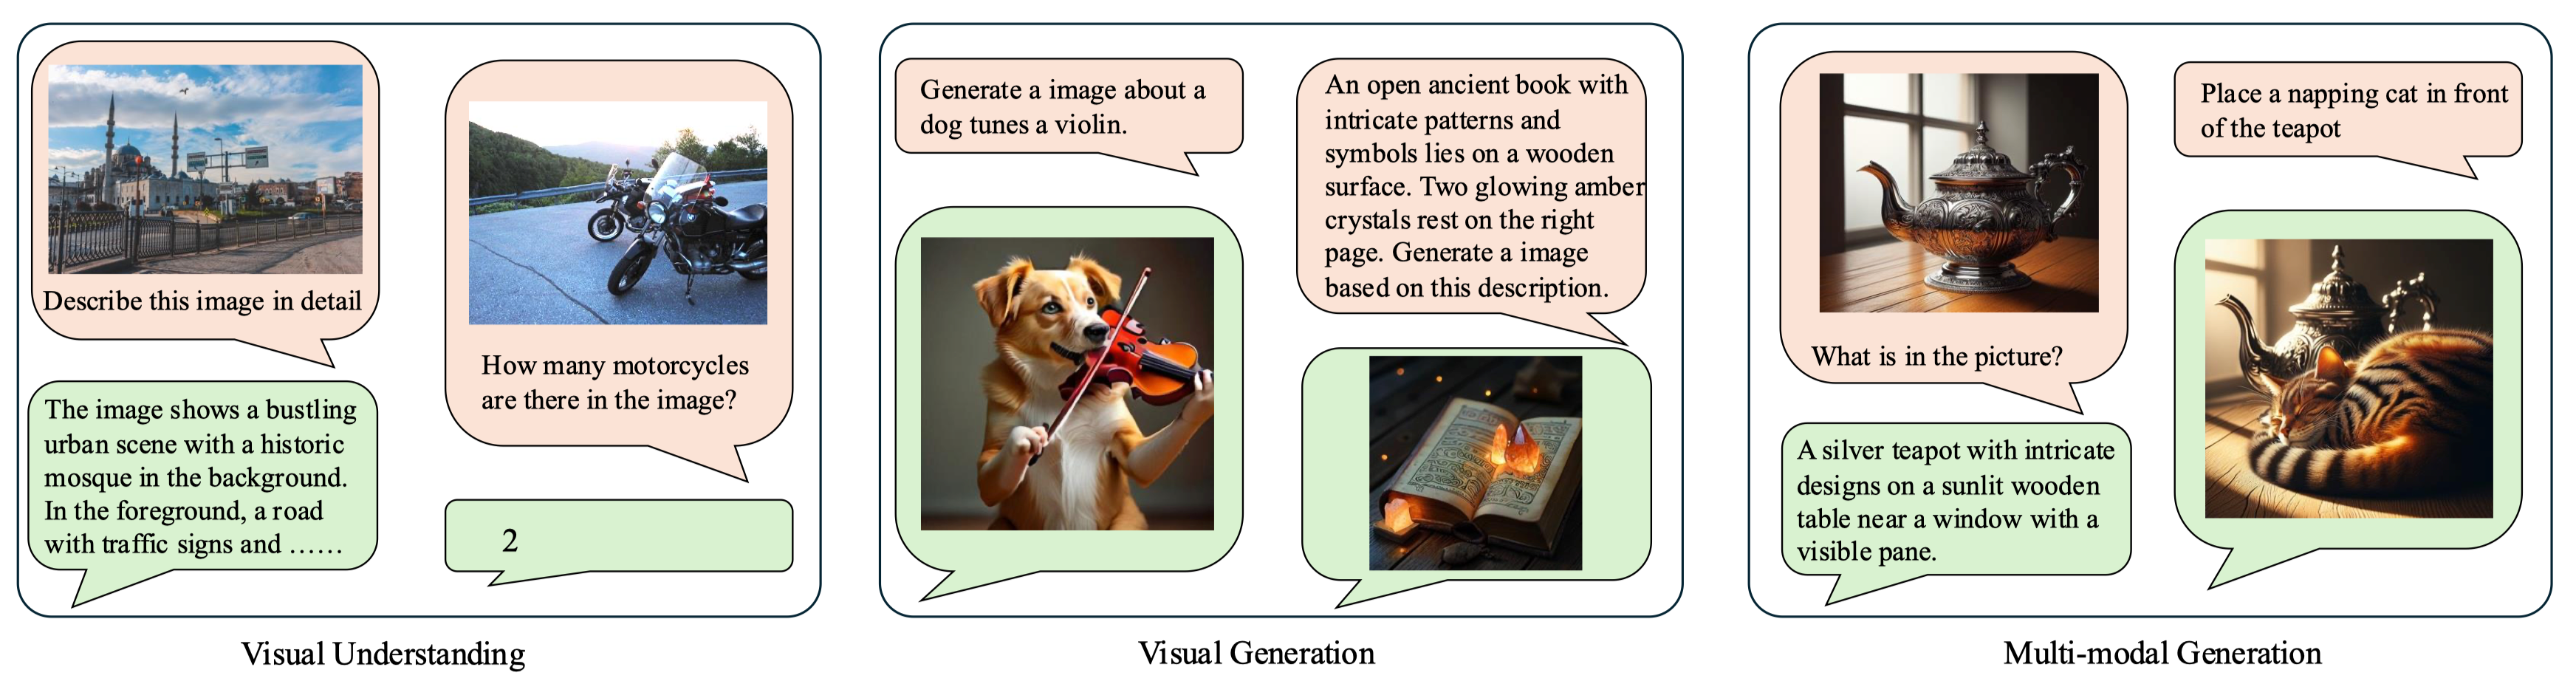 Describe this image in detail
The image shows a bustling
urban scene with a historic
mosque in the background.
In the foreground, a road
with traffic signs and ……
How many motorcycles
are there in the image?
2
Visual Understanding
Generate a image about a
dog tunes a violin.
An open ancient book with
intricate patterns and
symbols lies on a wooden
surface. Two glowing amber
crystals rest on the right
page. Generate a image
based on this description.
Visual Generation
What is in the picture?
A silver teapot with intricate
designs on a sunlit wooden
table near a window with a
visible pane.
Place a napping cat in front
of the teapot
Multi-modal Generation